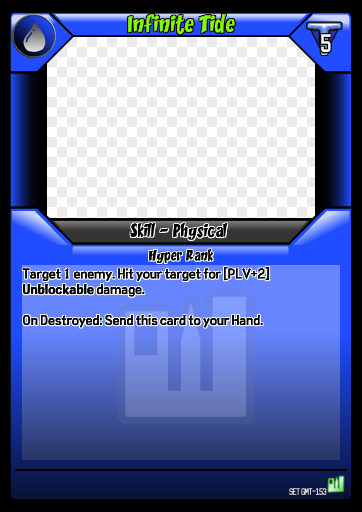 Infinite Tide
5
Skill - Physical
Hyper Rank
Target 1 enemy. Hit your target for [PLV+2]
Unblockable damage.
On Destroyed: Send this card to your Hand.
SET GMT-153